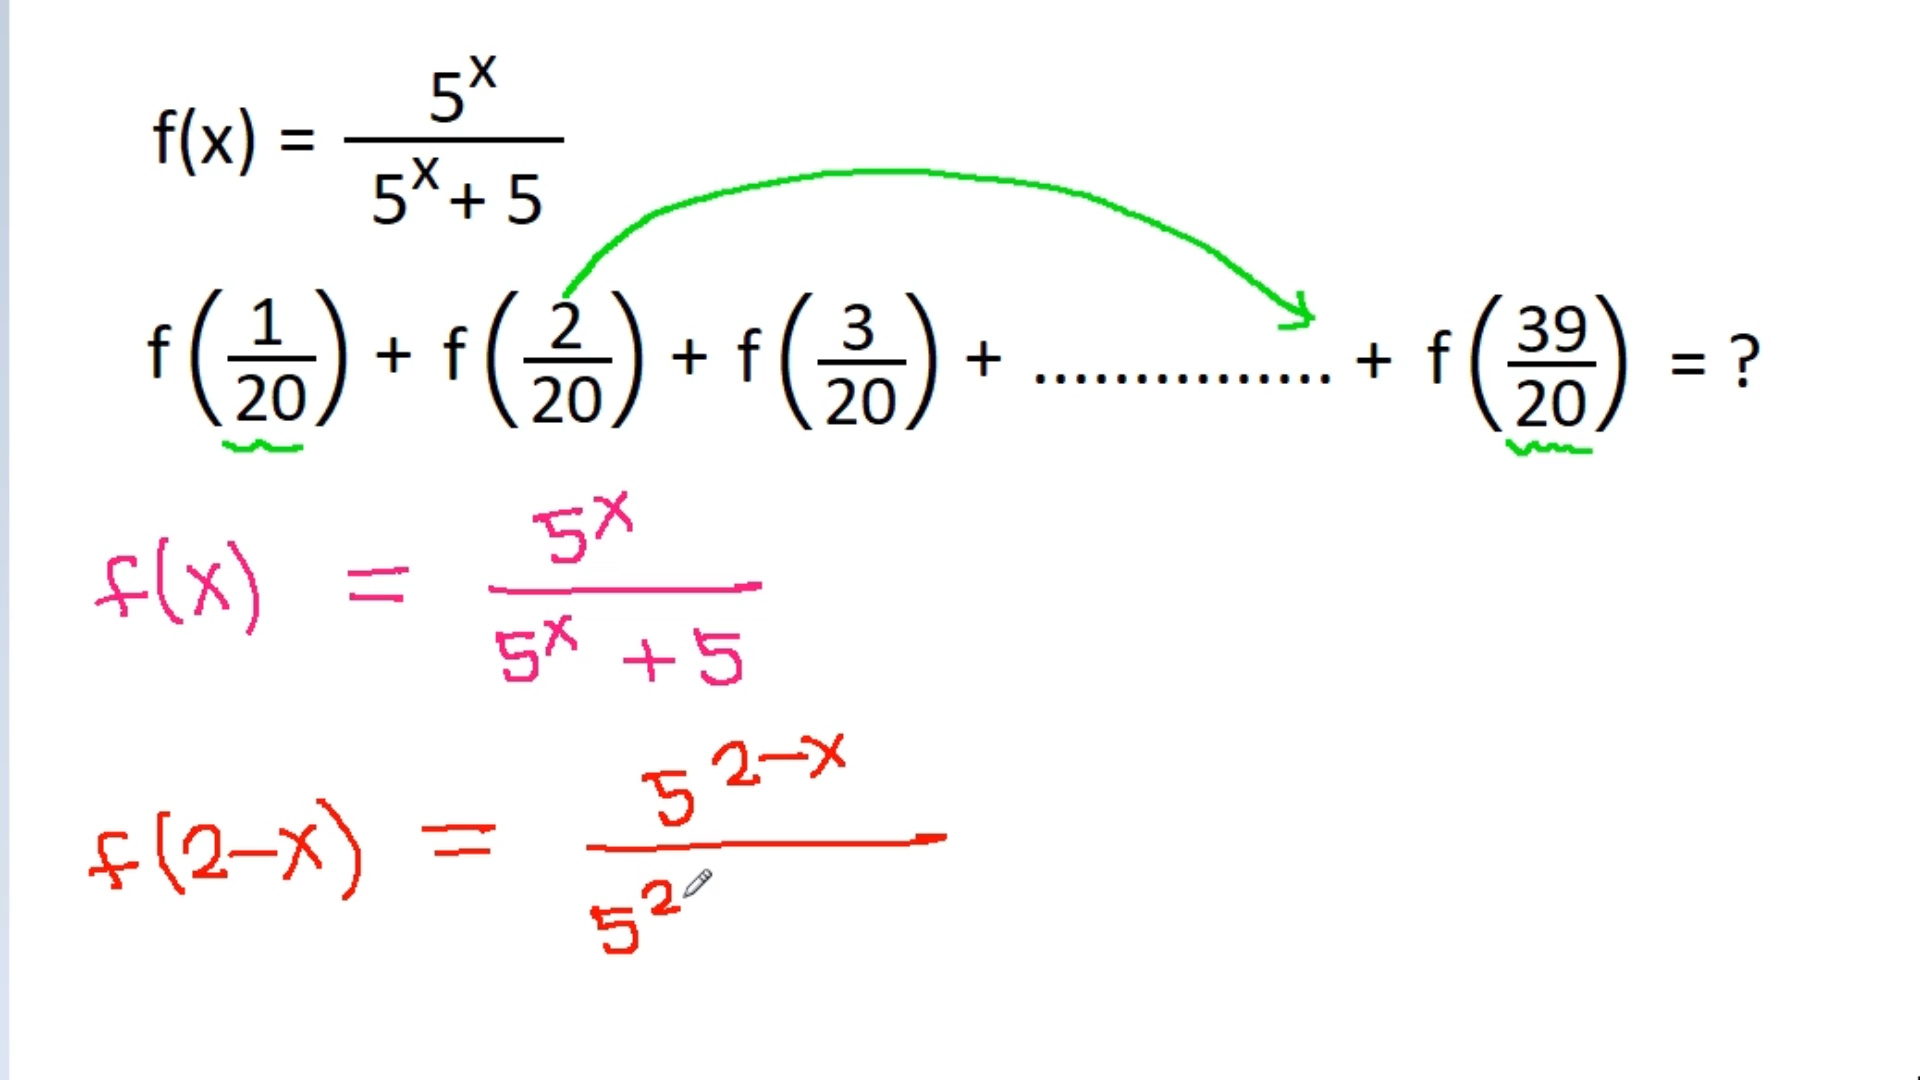 f(x) = 5^x / (5^x + 5)
f(1/20) + f(2/20) + f(3/20) + ............... + f(39/20) = ?
f(x) = 5^x / (5^x + 5)
f(2-x) = 5^(2-x) / 5^2